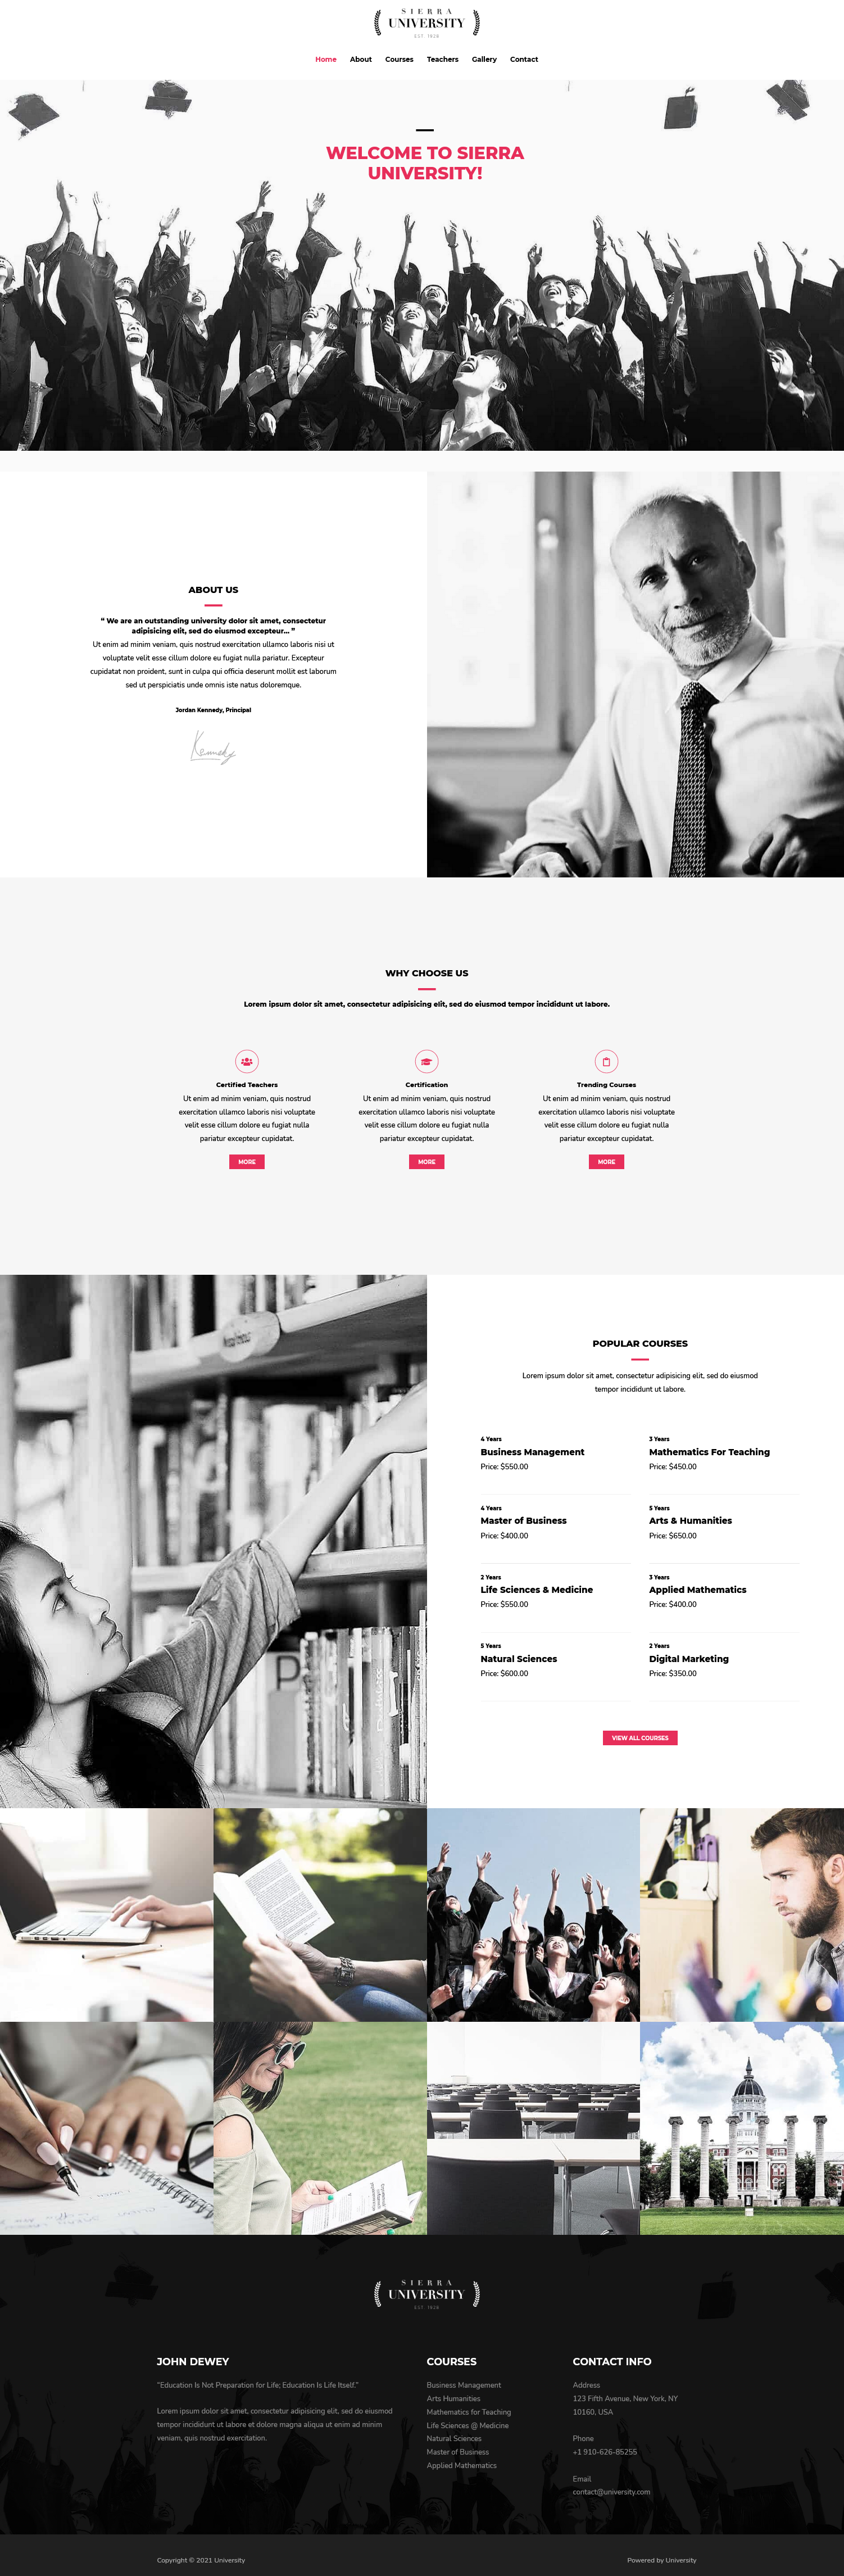 SIERRA
UNIVERSITY
EST. 1928
Home About Courses Teachers Gallery Contact
WELCOME TO SIERRA
UNIVERSITY!
ABOUT US
“ We are an outstanding university dolor sit amet, consectetur
adipisicing elit, sed do eiusmod excepteur... ”
Ut enim ad minim veniam, quis nostrud exercitation ullamco laboris nisi ut
voluptate velit esse cillum dolore eu fugiat nulla pariatur. Excepteur
cupidatat non proident, sunt in culpa qui officia deserunt mollit est laborum
sed ut perspiciatis unde omnis iste natus doloremque.
Jordan Kennedy, Principal
Kennedy
WHY CHOOSE US
Lorem ipsum dolor sit amet, consectetur adipisicing elit, sed do eiusmod tempor incididunt ut labore.
Certified Teachers
Ut enim ad minim veniam, quis nostrud
exercitation ullamco laboris nisi voluptate
velit esse cillum dolore eu fugiat nulla
pariatur excepteur cupidatat.
MORE
Certification
Ut enim ad minim veniam, quis nostrud
exercitation ullamco laboris nisi voluptate
velit esse cillum dolore eu fugiat nulla
pariatur excepteur cupidatat.
MORE
Trending Courses
Ut enim ad minim veniam, quis nostrud
exercitation ullamco laboris nisi voluptate
velit esse cillum dolore eu fugiat nulla
pariatur excepteur cupidatat.
MORE
POPULAR COURSES
Lorem ipsum dolor sit amet, consectetur adipisicing elit, sed do eiusmod
tempor incididunt ut labore.
4 Years
Business Management
Price: $550.00
3 Years
Mathematics For Teaching
Price: $450.00
4 Years
Master of Business
Price: $400.00
5 Years
Arts & Humanities
Price: $650.00
2 Years
Life Sciences & Medicine
Price: $550.00
3 Years
Applied Mathematics
Price: $400.00
5 Years
Natural Sciences
Price: $600.00
2 Years
Digital Marketing
Price: $350.00
VIEW ALL COURSES
SIERRA
UNIVERSITY
EST. 1928
JOHN DEWEY
“Education Is Not Preparation for Life; Education Is Life Itself.”
Lorem ipsum dolor sit amet, consectetur adipisicing elit, sed do eiusmod
tempor incididunt ut labore et dolore magna aliqua ut enim ad minim
veniam, quis nostrud exercitation.
COURSES
Business Management
Arts Humanities
Mathematics for Teaching
Life Sciences @ Medicine
Natural Sciences
Master of Business
Applied Mathematics
CONTACT INFO
Address
123 Fifth Avenue, New York, NY
10160, USA
Phone
+1 910-626-85255
Email
contact@university.com
Copyright © 2021 University
Powered by University